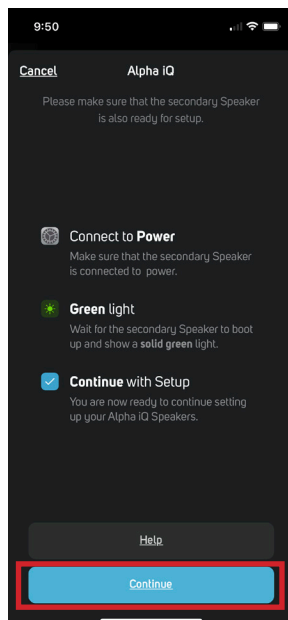 9:50
Cancel
Alpha iQ
Please make sure that the secondary Speaker
is also ready for setup.
Connect to Power
Make sure that the secondary Speaker
is connected to power.
Green light
Wait for the secondary Speaker to boot
up and show a solid green light.
Continue with Setup
You are now ready to continue setting
up your Alpha iQ Speakers.
Help
Continue